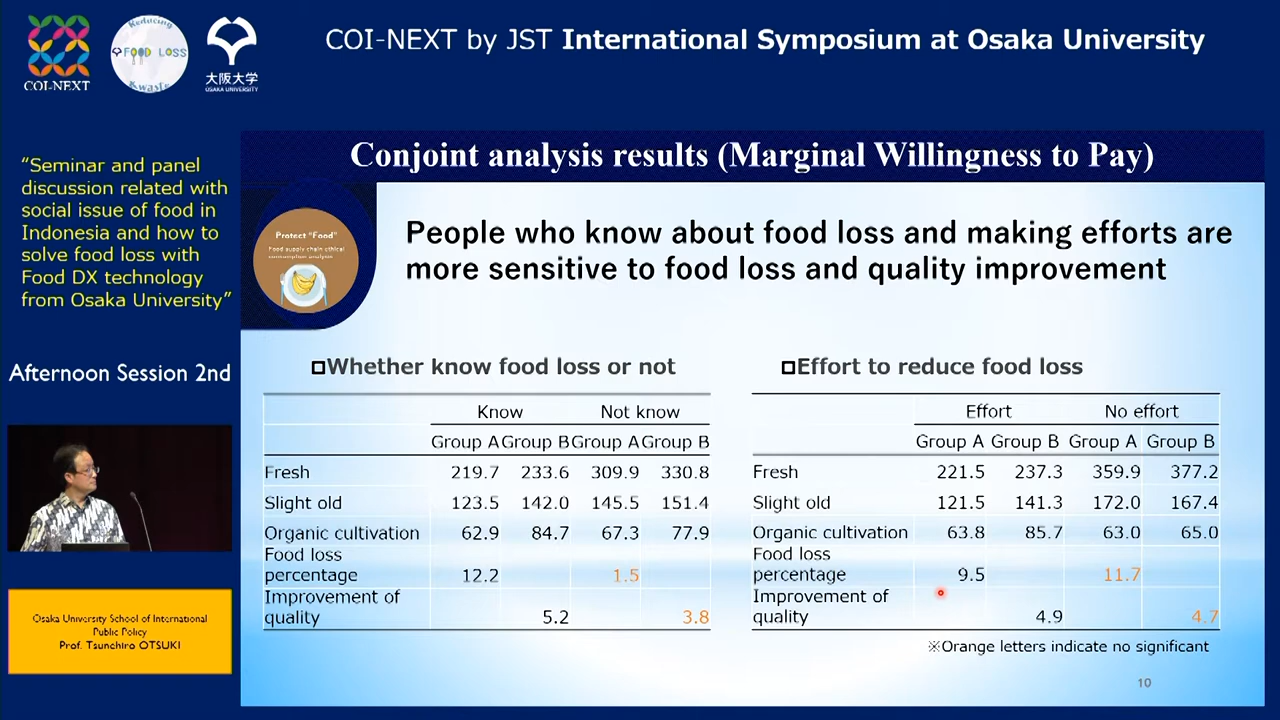 COI-NEXT
Reducing
FOOD LOSS
&waste
大阪大学
OSAKA UNIVERSITY
COI-NEXT by JST International Symposium at Osaka University
“Seminar and panel
discussion related with
social issue of food in
Indonesia and how to
solve food loss with
Food DX technology
from Osaka University”
Afternoon Session 2nd
Osaka University School of International
Public Policy
Prof. Tsunehiro OTSUKI
Conjoint analysis results (Marginal Willingness to Pay)
Protect “Food”
Food supply chain ethical
consumption analysis
People who know about food loss and making efforts are
more sensitive to food loss and quality improvement
□Whether know food loss or not
Know Not know
Group A Group B Group A Group B
Fresh 219.7 233.6 309.9 330.8
Slight old 123.5 142.0 145.5 151.4
Organic cultivation 62.9 84.7 67.3 77.9
Food loss
percentage 12.2 1.5
Improvement of
quality 5.2 3.8
□Effort to reduce food loss
Effort No effort
Group A Group B Group A Group B
Fresh 221.5 237.3 359.9 377.2
Slight old 121.5 141.3 172.0 167.4
Organic cultivation 63.8 85.7 63.0 65.0
Food loss
percentage 9.5 11.7
Improvement of
quality 4.9 4.7
※Orange letters indicate no significant
10